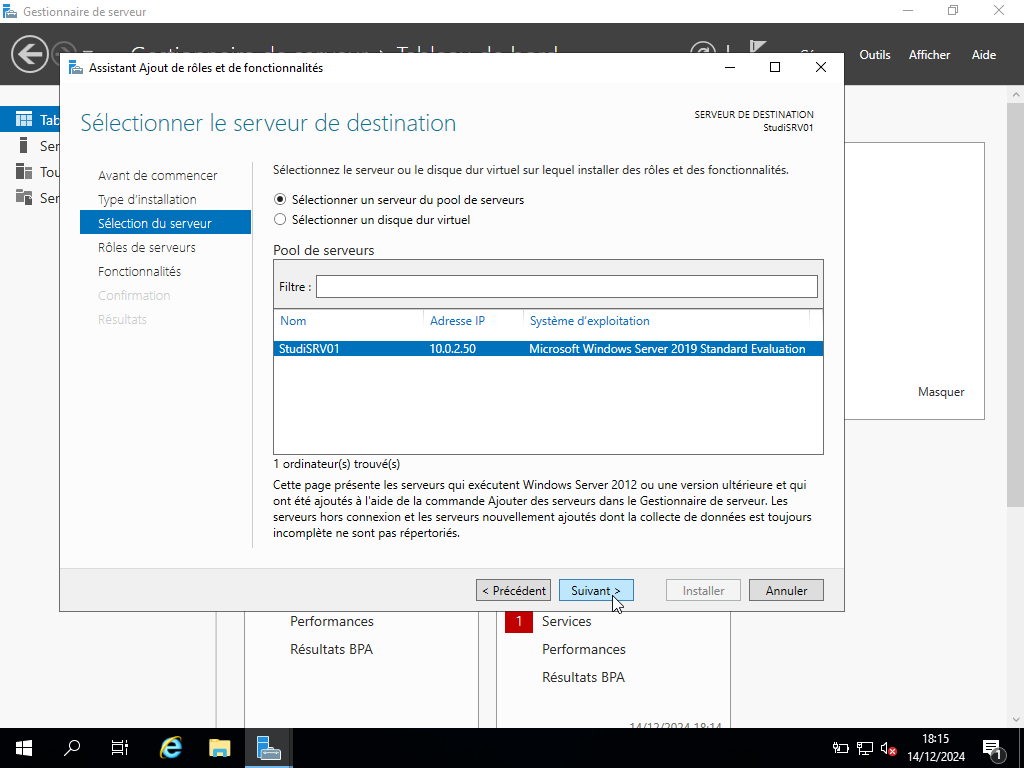 Gestionnaire de serveur
Outils Afficher Aide
Assistant Ajout de rôles et de fonctionnalités
Sélectionner le serveur de destination
SERVEUR DE DESTINATION
StudiSRV01
Avant de commencer
Type d'installation
Sélection du serveur
Rôles de serveurs
Fonctionnalités
Confirmation
Résultats
Sélectionnez le serveur ou le disque dur virtuel sur lequel installer des rôles et des fonctionnalités.
Sélectionner un serveur du pool de serveurs
Sélectionner un disque dur virtuel
Pool de serveurs
Filtre :
Nom Adresse IP Système d'exploitation
StudiSRV01 10.0.2.50 Microsoft Windows Server 2019 Standard Evaluation
1 ordinateur(s) trouvé(s)
Cette page présente les serveurs qui exécutent Windows Server 2012 ou une version ultérieure et qui
ont été ajoutés à l'aide de la commande Ajouter des serveurs dans le Gestionnaire de serveur. Les
serveurs hors connexion et les serveurs nouvellement ajoutés dont la collecte de données est toujours
incomplète ne sont pas répertoriés.
< Précédent Suivant > Installer Annuler
Masquer
Performances
Résultats BPA
1 Services
Performances
Résultats BPA
14/12/2024 18:14
18:15
14/12/2024
1